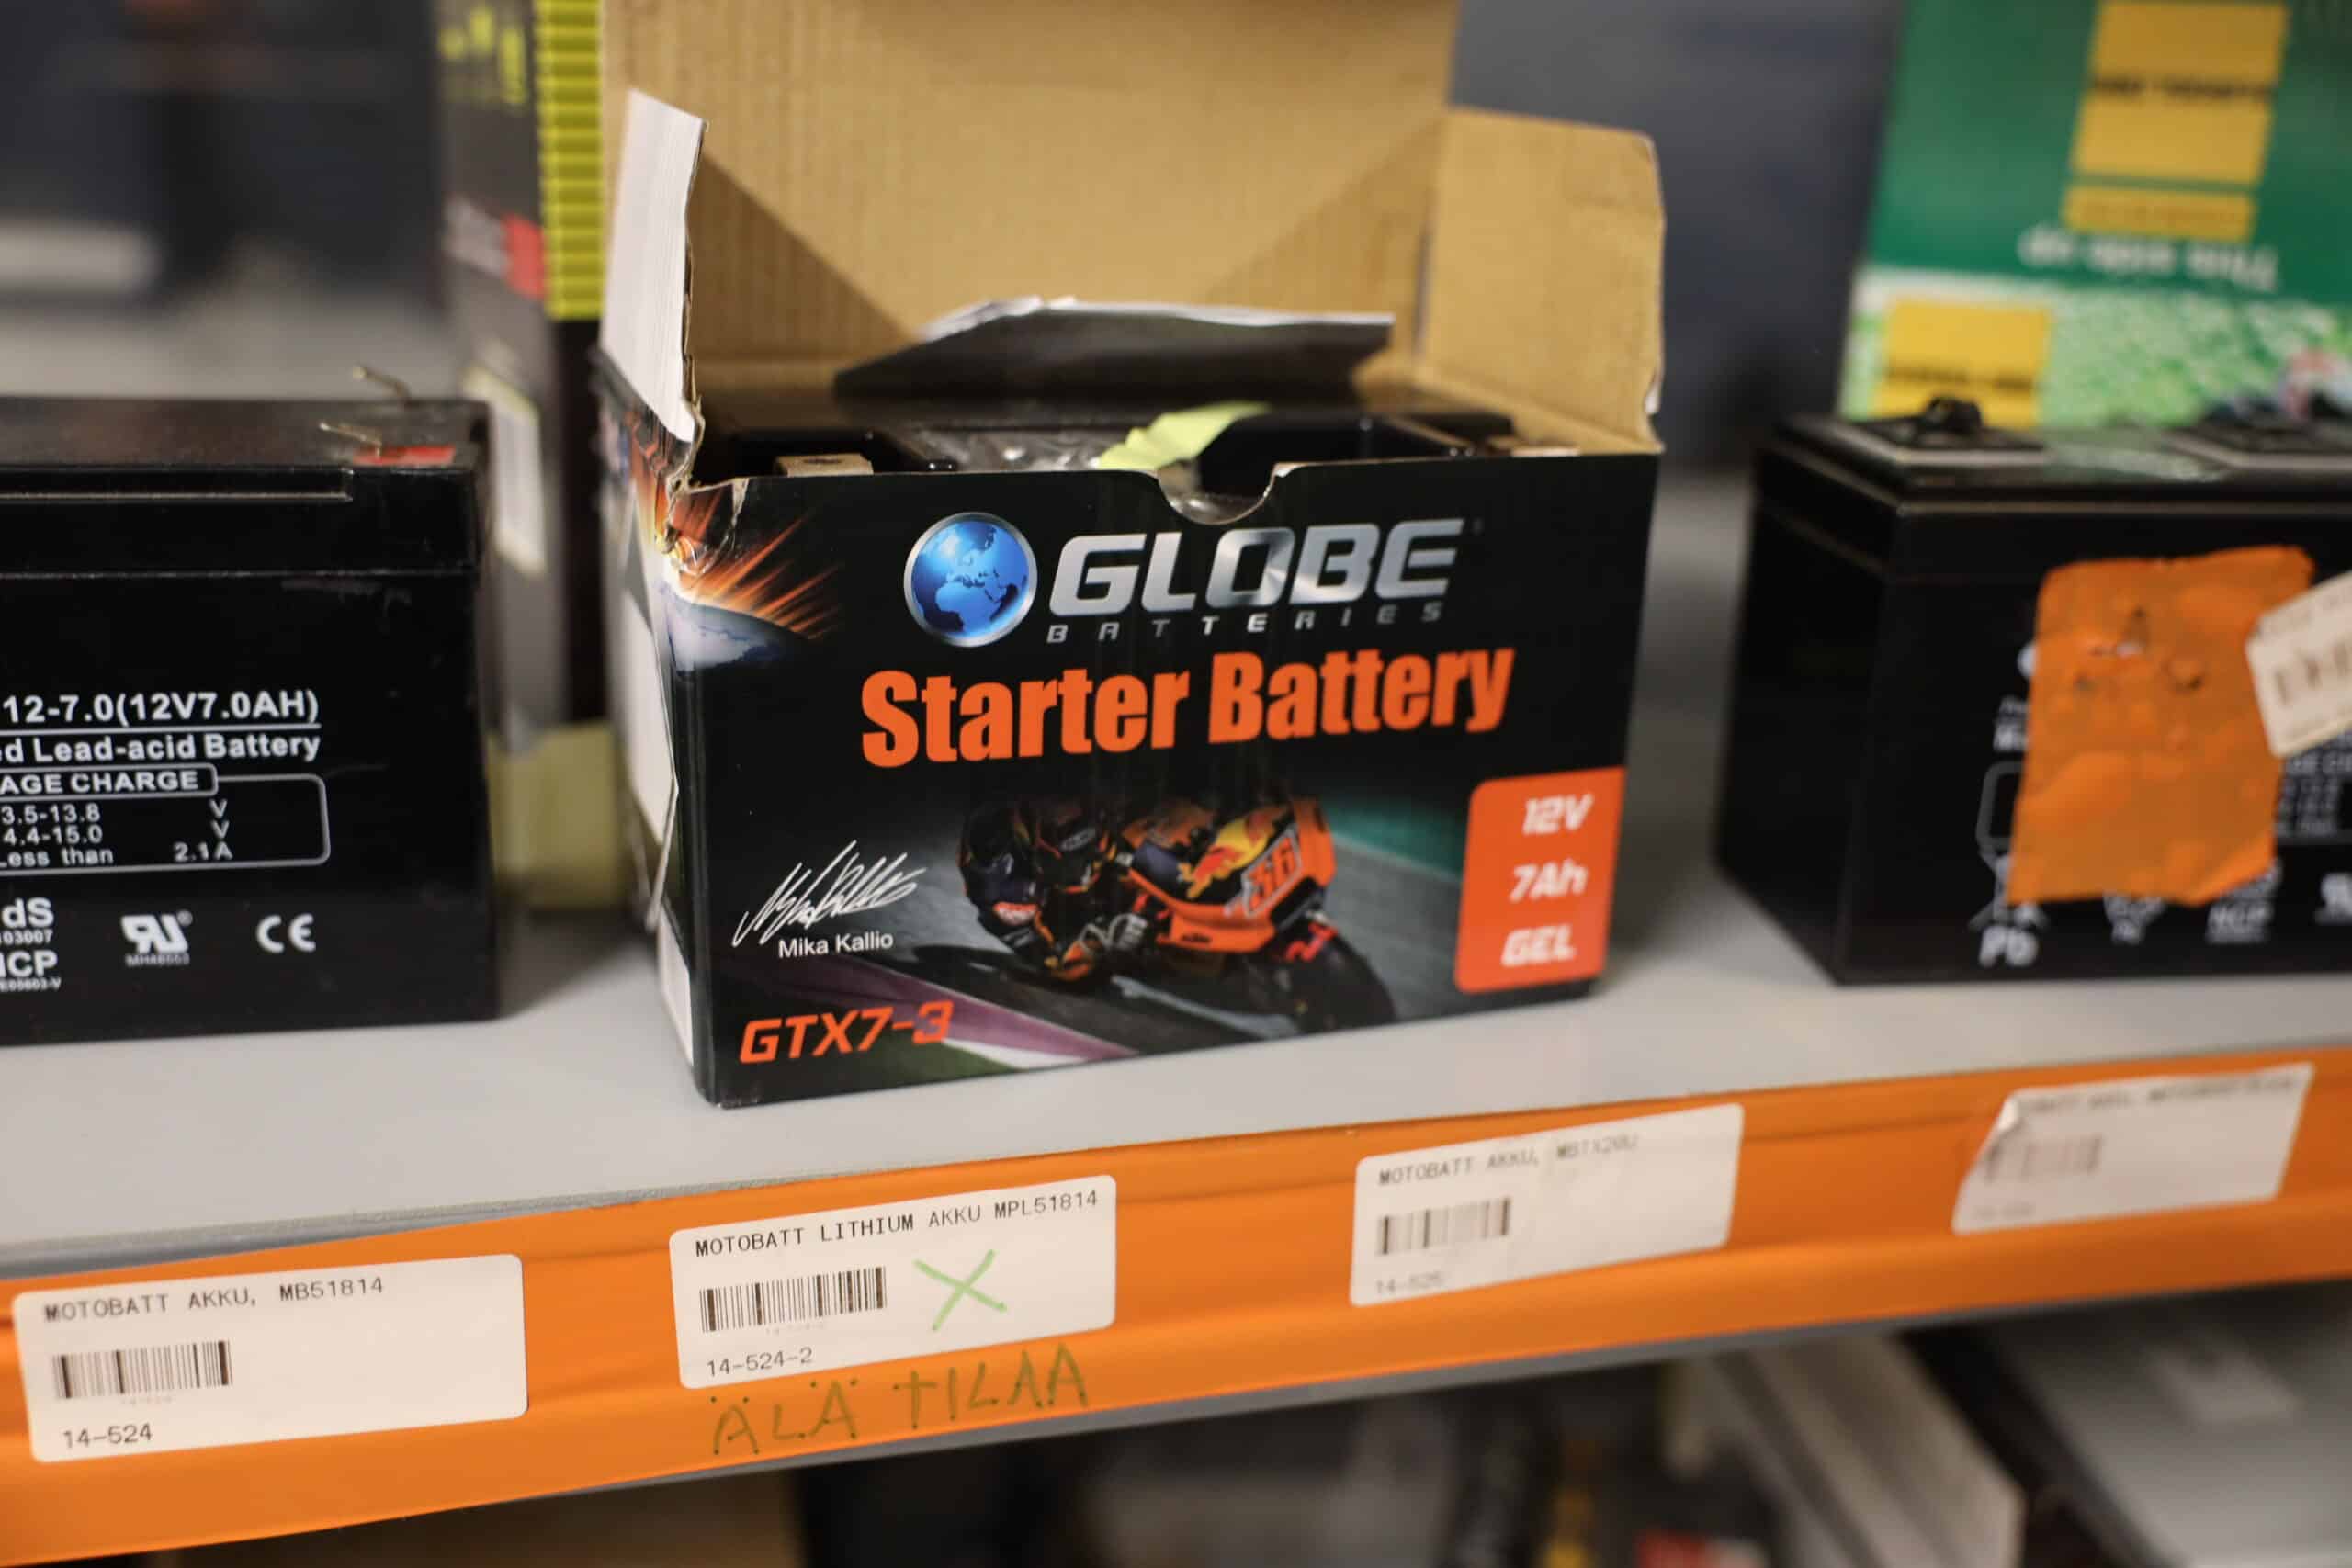 12-7.0(12V7.0AH)
Lead-acid Battery
CHARGE
3.5-13.8 V
4.4-15.0 V
Less than 2.1A
CE
GLOBE
BATTERIES
Starter Battery
12V
7Ah
GEL
36
Mika Kallio
GTX7-3
Pb
MOTOBATT AKKU, MB51814
14-524
MOTOBATT LITHIUM AKKU MPL51814
X
14-524-2
ÄLÄ TILAA
MOTOBATT AKKU, MBTX20U